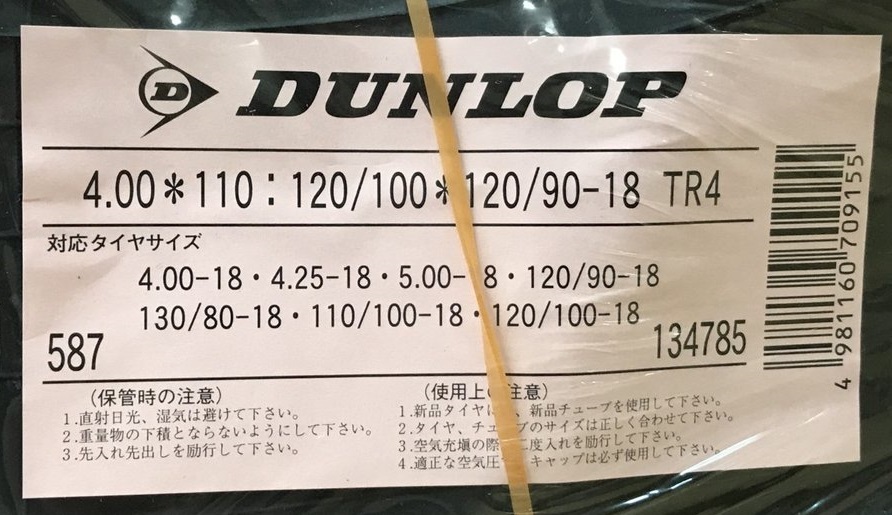 D DUNLOP
4.00*110:120/100*120/90-18 TR4
対応タイヤサイズ
4.00-18・4.25-18・5.00- 8・120/90-18
130/80-18・110/100-18・120/100-18
587
134785
(保管時の注意)
1.直射日光、湿気は避けて下さい。
2.重量物の下積とならないようにして下さい。
3.先入れ先出しを励行して下さい。
(使用上 注意)
1.新品タイヤに 、新品チューブを使用して下さい。
2.タイヤ、チューブのサイズは正しく合わせて下さい。
3.空気充塡の際 二度入れを励行して下さい。
4.適正な空気圧 キャップは必ず使用して下さい。
4 981160 709155